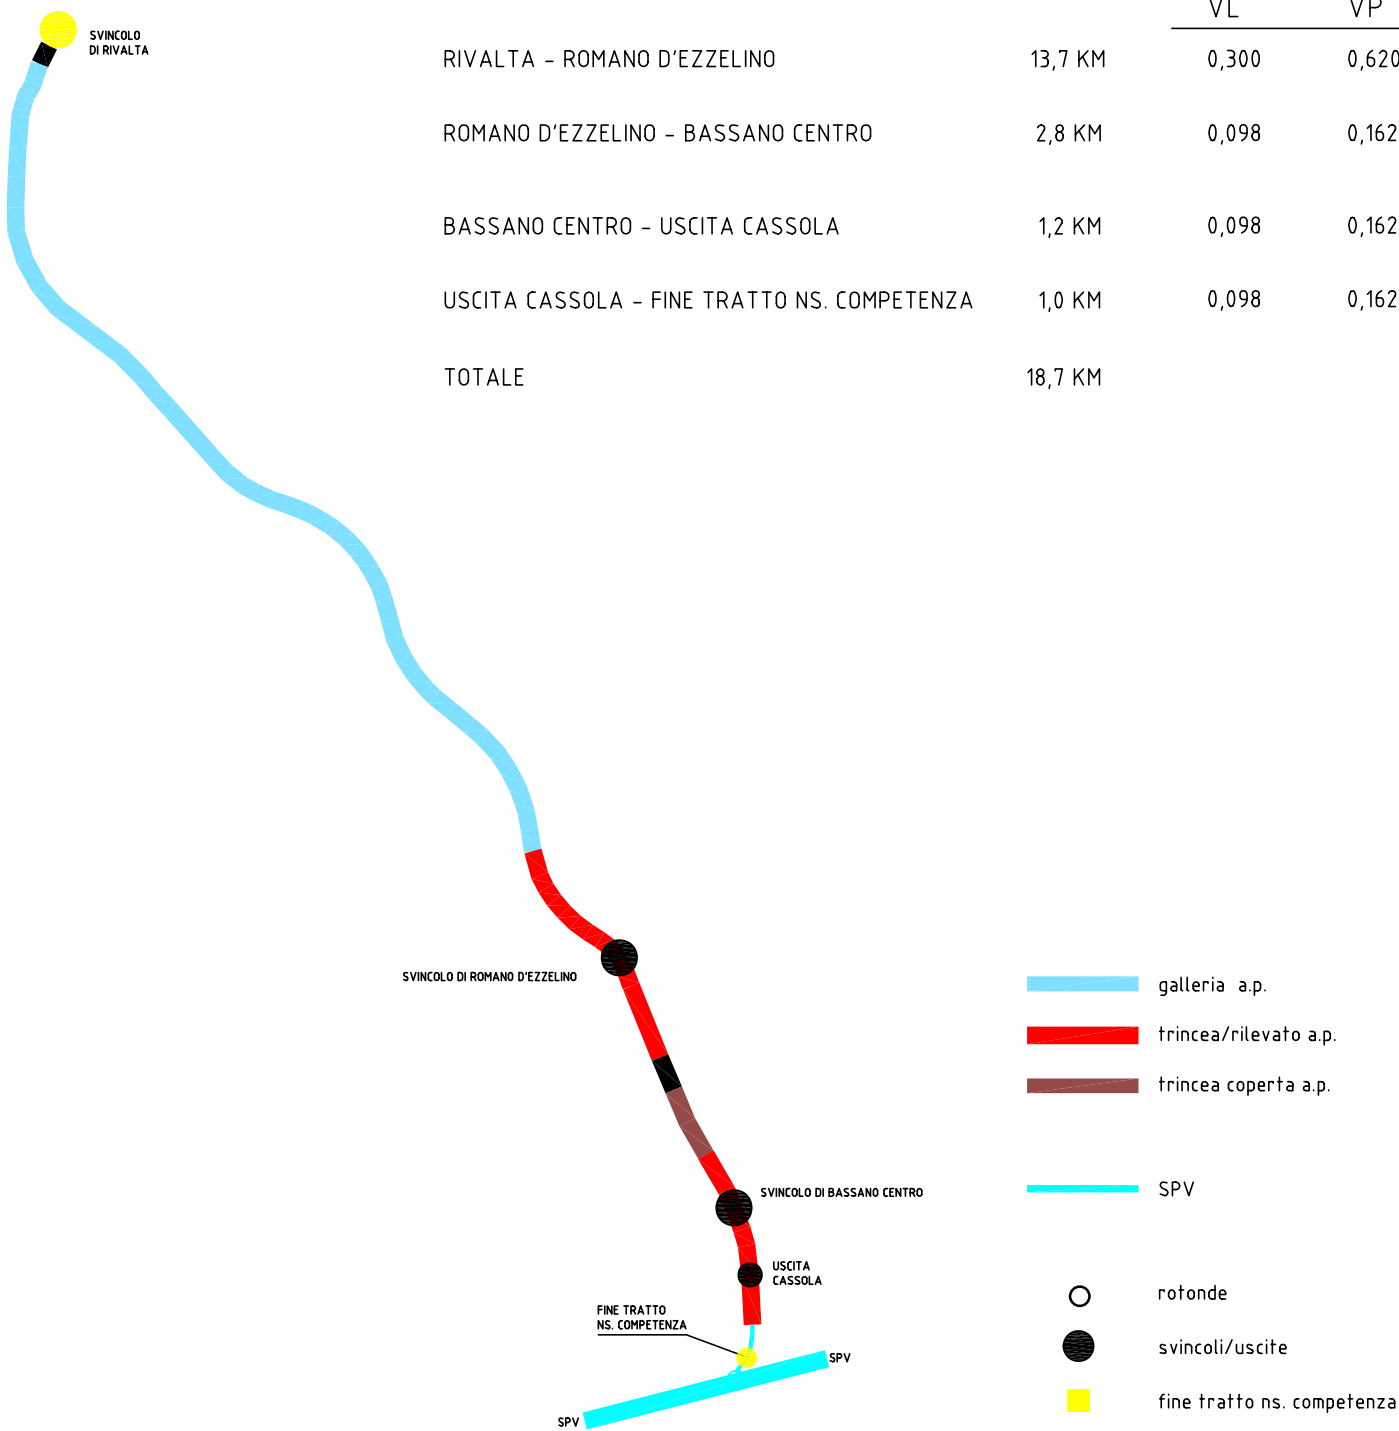 VL VP
SVINCOLO
DI RIVALTA
RIVALTA - ROMANO D'EZZELINO 13,7 KM 0,300 0,620
ROMANO D'EZZELINO - BASSANO CENTRO 2,8 KM 0,098 0,162
BASSANO CENTRO - USCITA CASSOLA 1,2 KM 0,098 0,162
USCITA CASSOLA - FINE TRATTO NS. COMPETENZA 1,0 KM 0,098 0,162
TOTALE 18,7 KM
SVINCOLO DI ROMANO D'EZZELINO
galleria a.p.
trincea/rilevato a.p.
trincea coperta a.p.
SVINCOLO DI BASSANO CENTRO
SPV
USCITA
CASSOLA
rotonde
FINE TRATTO
NS. COMPETENZA
svincoli/uscite
SPV
fine tratto ns. competenza
SPV